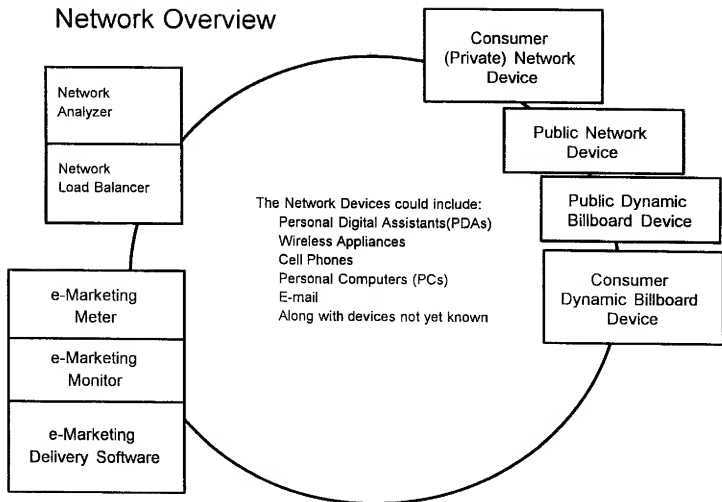 Network Overview
Network
Analyzer
Network
Load Balancer
e-Marketing
Meter
e-Marketing
Monitor
e-Marketing
Delivery Software
The Network Devices could include:
Personal Digital Assistants(PDAs)
Wireless Appliances
Cell Phones
Personal Computers (PCs)
E-mail
Along with devices not yet known
Consumer
(Private) Network
Device
Public Network
Device
Public Dynamic
Billboard Device
Consumer
Dynamic Billboard
Device